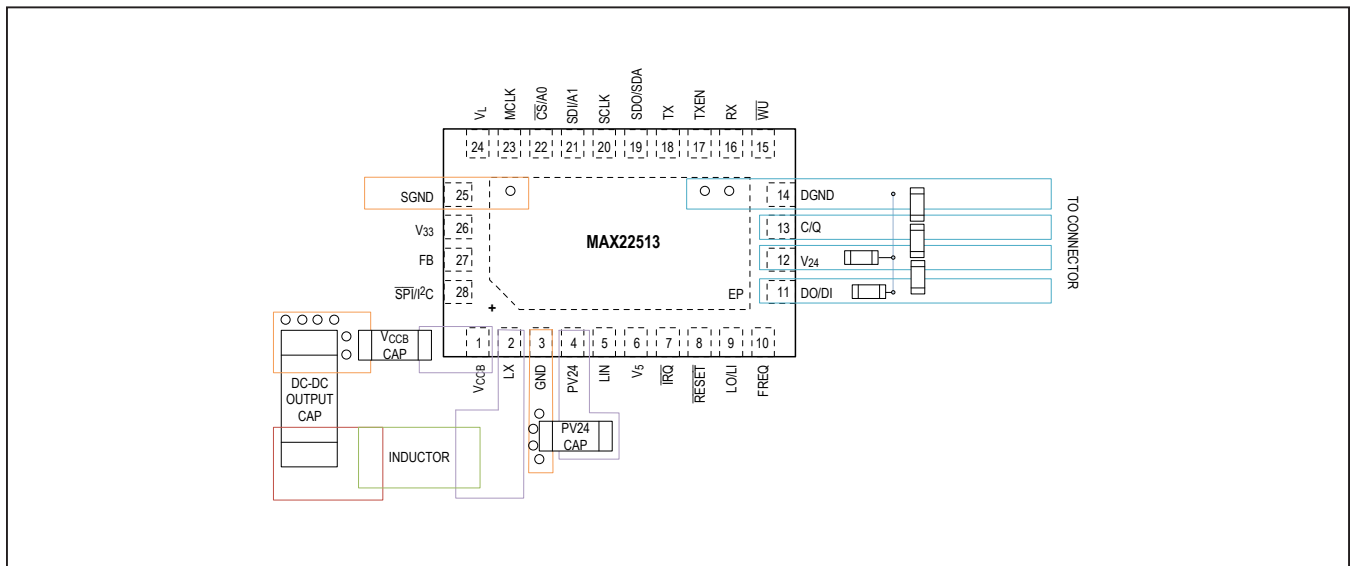 VL
MCLK
CS/A0
SDI/A1
SCLK
SDO/SDA
TX
TXEN
RX
WU
24 23 22 21 20 19 18 17 16 15
SGND 25
V33 26
FB 27
SPI/I2C 28
+
MAX22513
EP
14 DGND
13 C/Q
12 V24
11 DO/DI
TO CONNECTOR
1 2 3 4 5 6 7 8 9 10
VCCB
LX
GND
PV24
LIN
V5
IRQ
RESET
LO/LI
FREQ
VCCB
CAP
DC-DC
OUTPUT
CAP
INDUCTOR
PV24
CAP